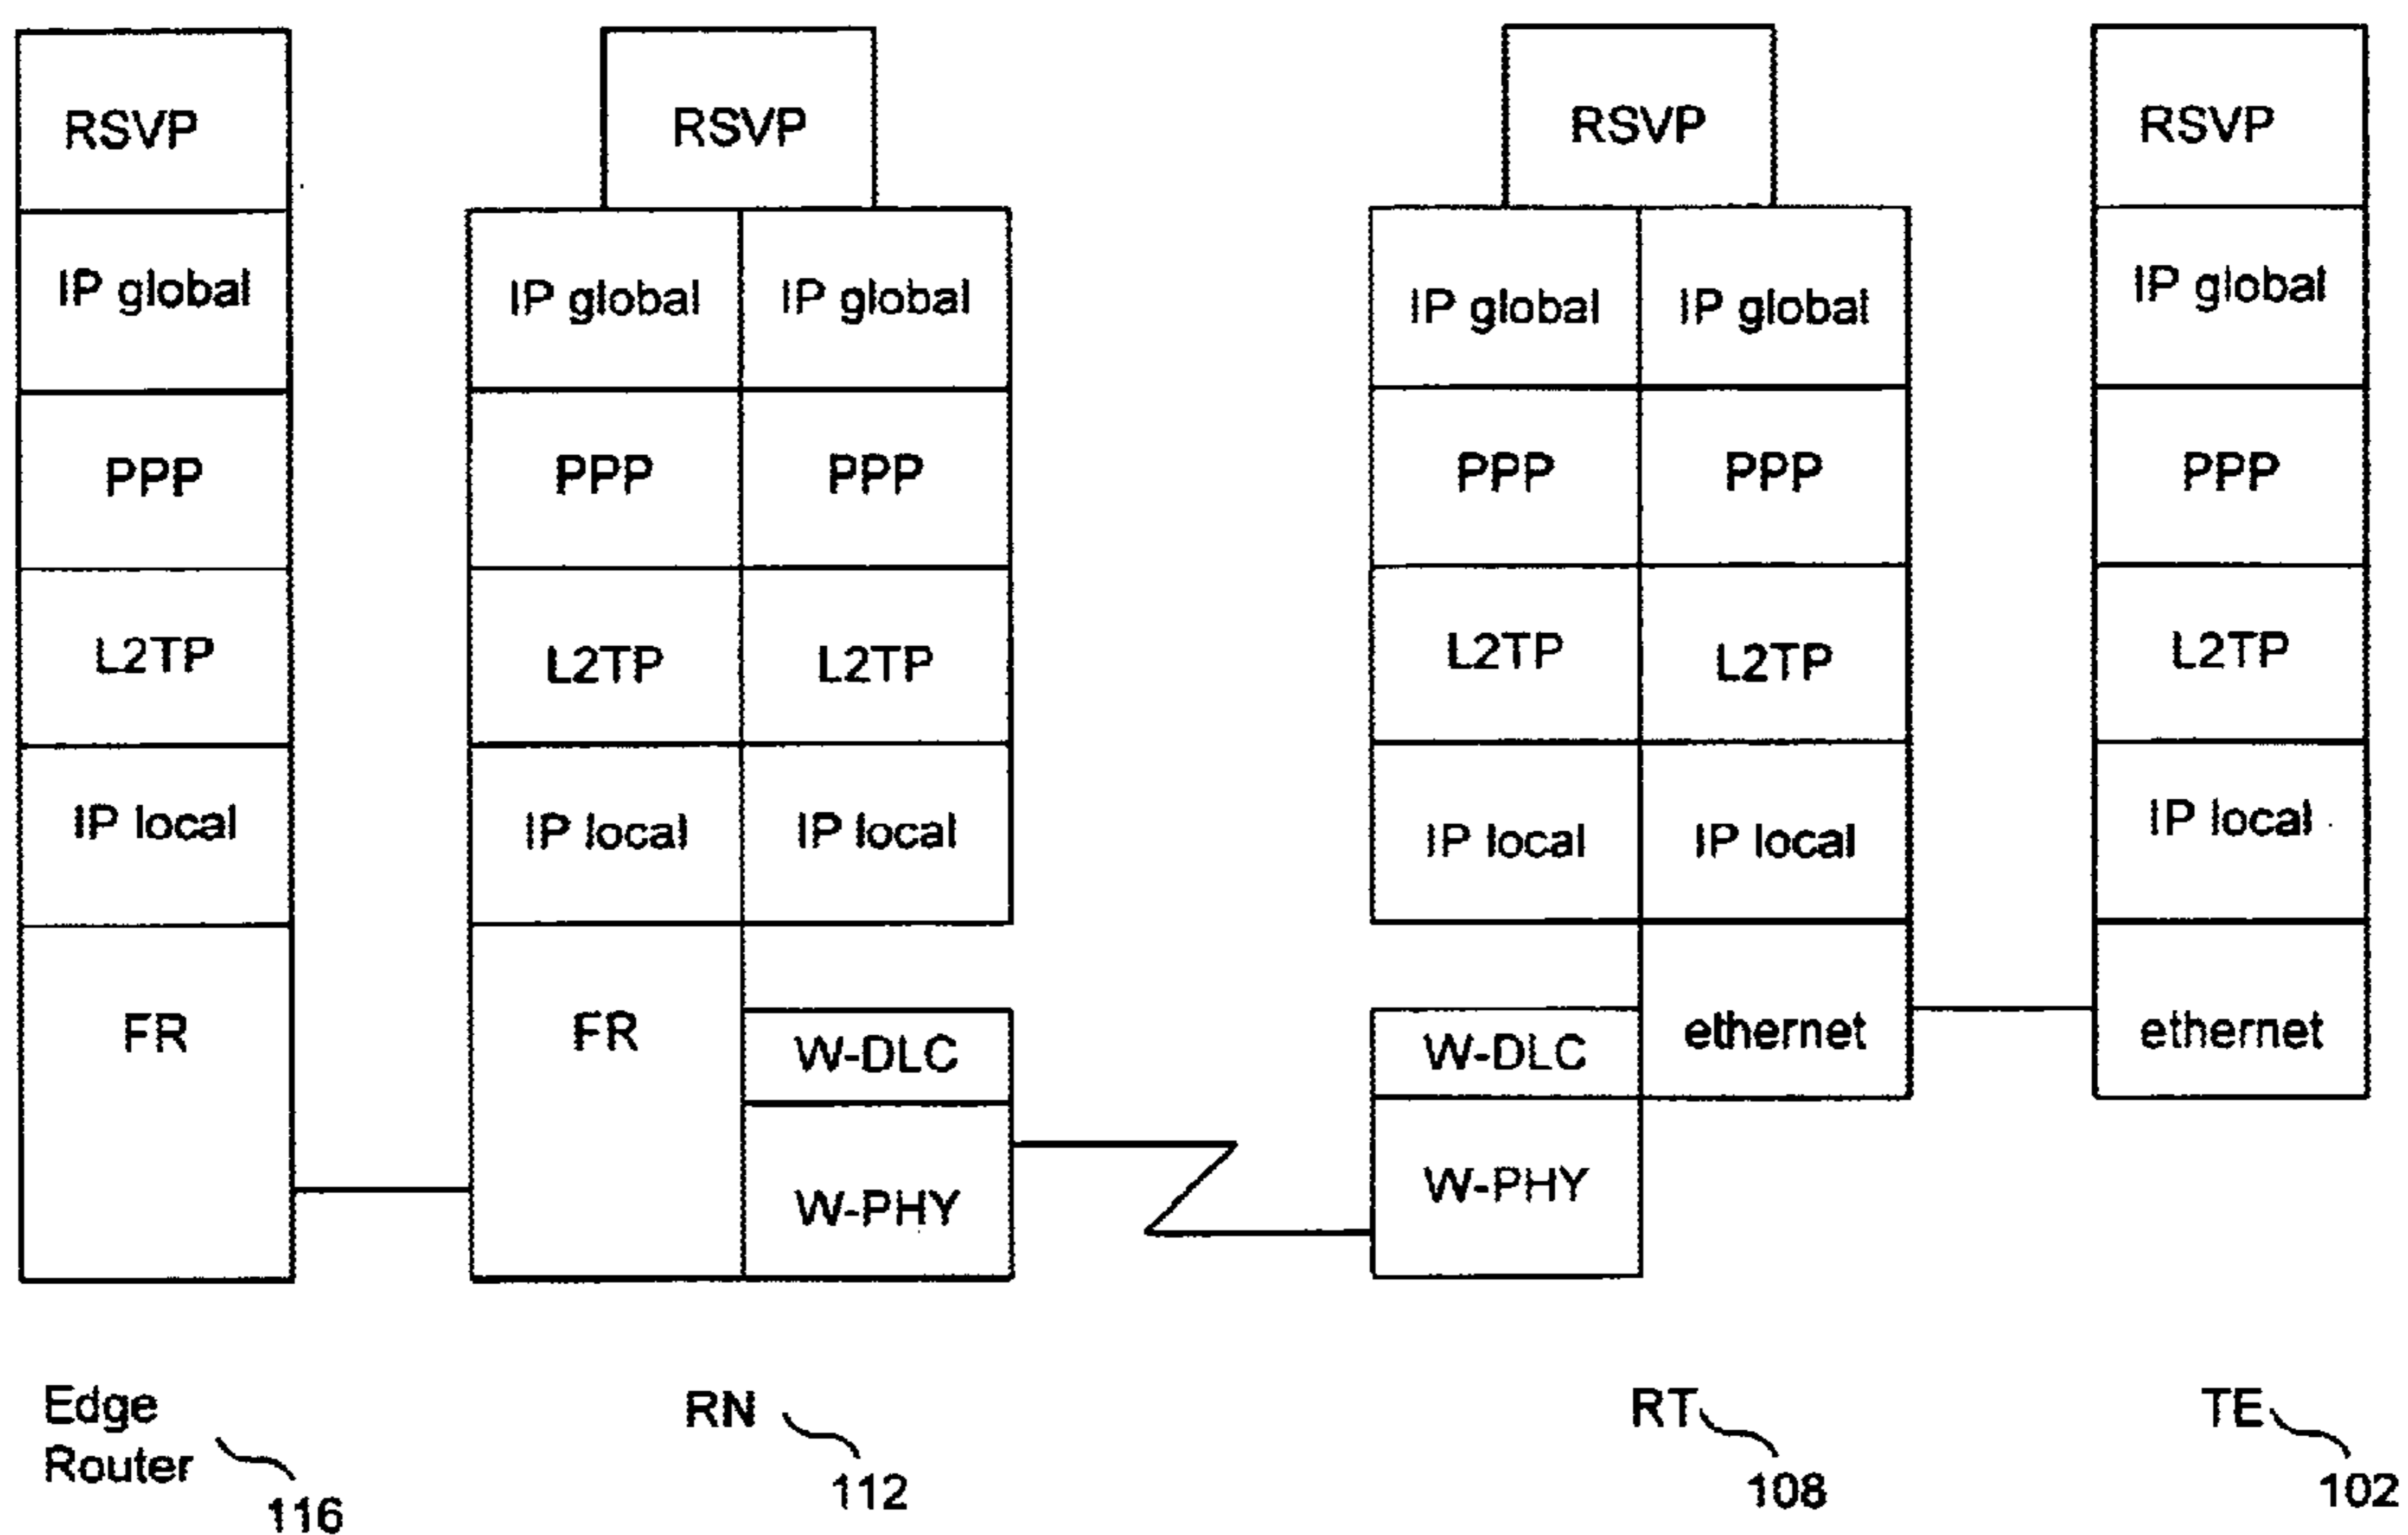 RSVP
RSVP
RSVP
RSVP
IP global
IP global
IP global
IP global
IP global
IP global
PPP
PPP
PPP
PPP
PPP
PPP
L2TP
L2TP
L2TP
L2TP
L2TP
L2TP
IP local
IP local
IP local
IP local
IP local
IP local
FR
FR
W-DLC
W-DLC
ethernet
ethernet
W-PHY
W-PHY
Edge
Router
116
RN
112
RT
108
TE
102